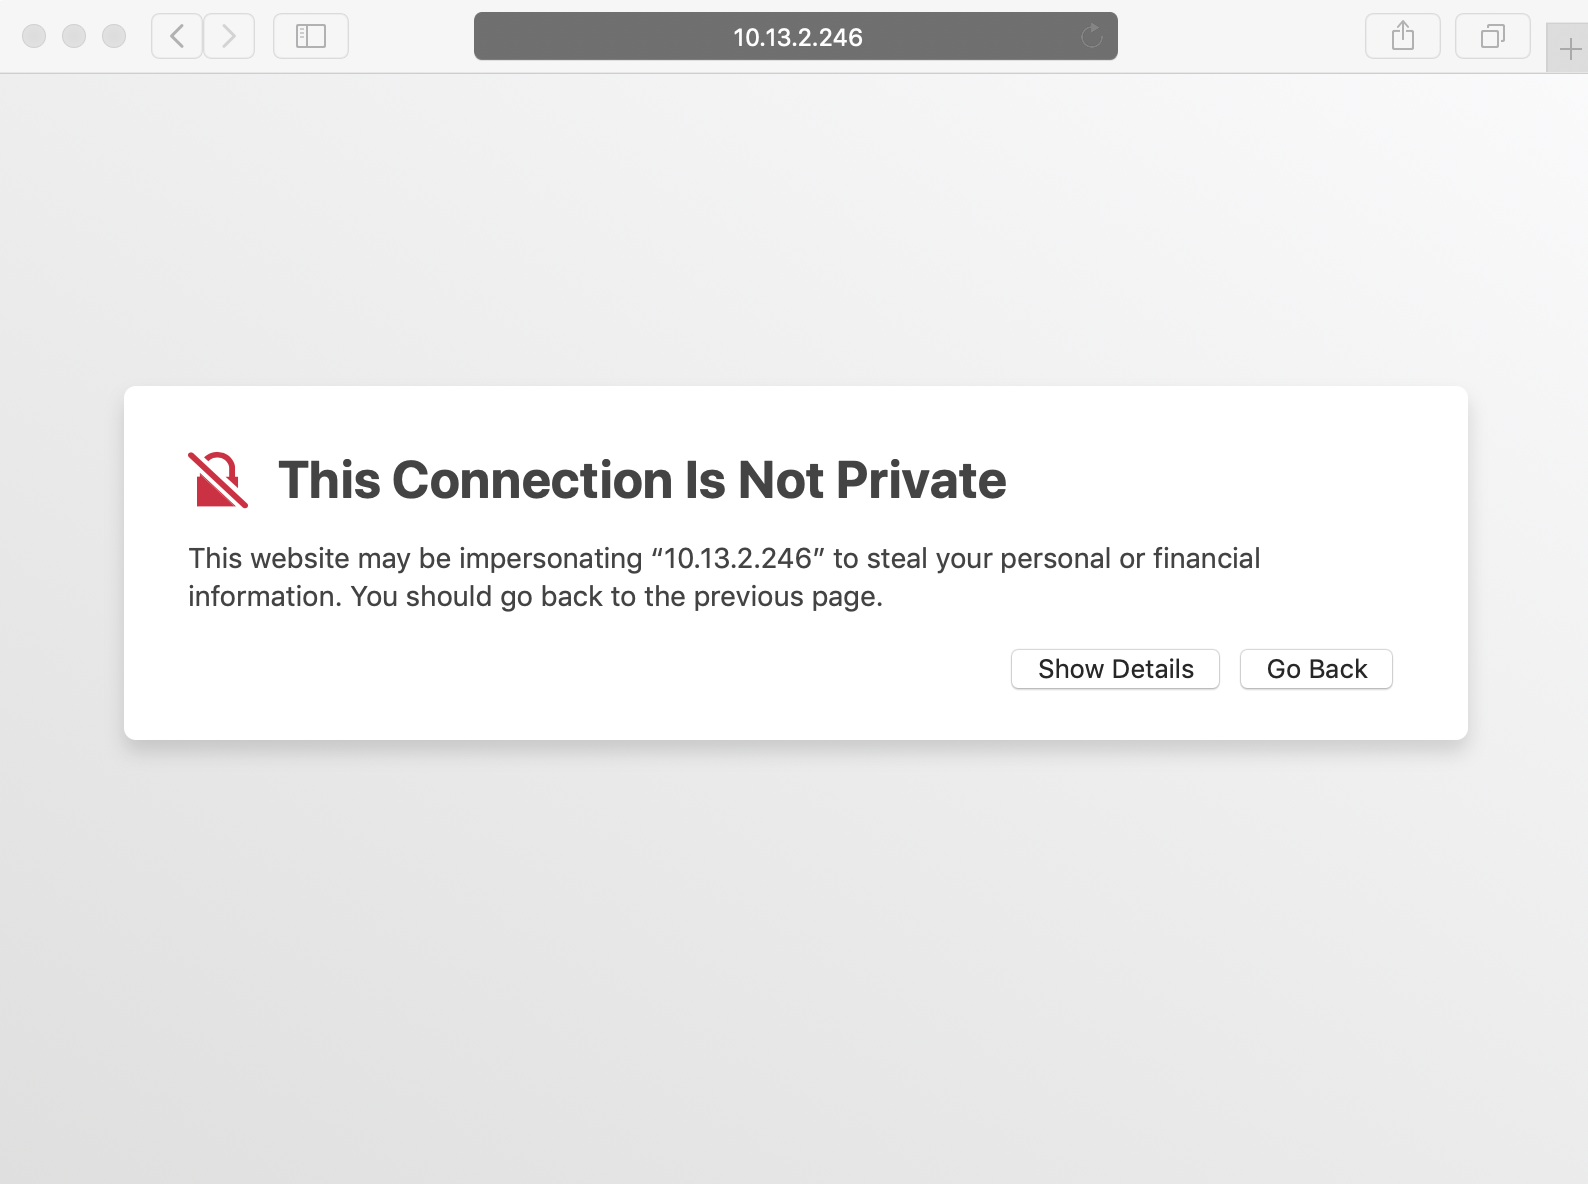 10.13.2.246
This Connection Is Not Private
This website may be impersonating “10.13.2.246” to steal your personal or financial
information. You should go back to the previous page.
Show Details
Go Back